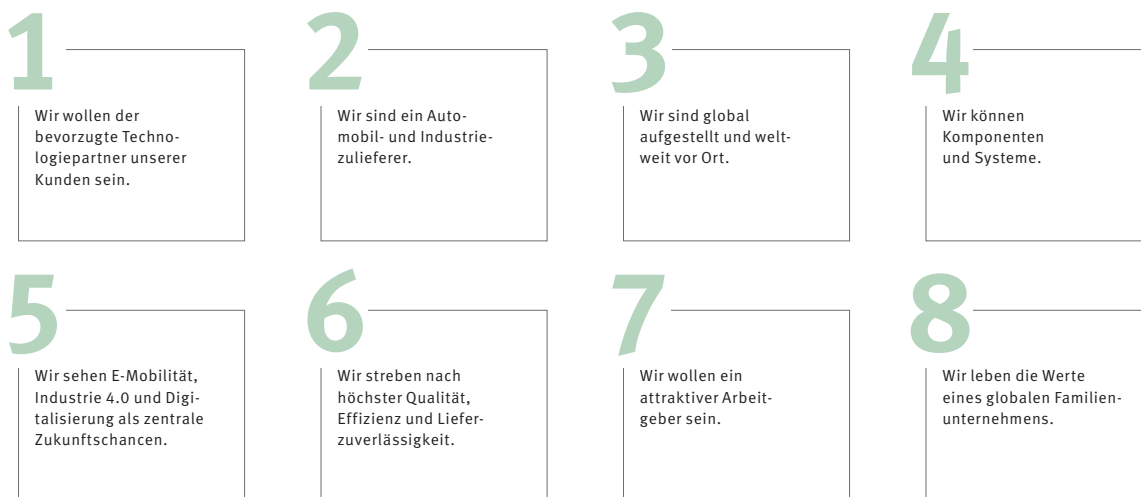 1
Wir wollen der
bevorzugte Techno-
logiepartner unserer
Kunden sein.
2
Wir sind ein Auto-
mobil- und Industrie-
zulieferer.
3
Wir sind global
aufgestellt und welt-
weit vor Ort.
4
Wir können
Komponenten
und Systeme.
5
Wir sehen E-Mobilität,
Industrie 4.0 und Digi-
talisierung als zentrale
Zukunftschancen.
6
Wir streben nach
höchster Qualität,
Effizienz und Liefer-
zuverlässigkeit.
7
Wir wollen ein
attraktiver Arbeit-
geber sein.
8
Wir leben die Werte
eines globalen Familien-
unternehmens.